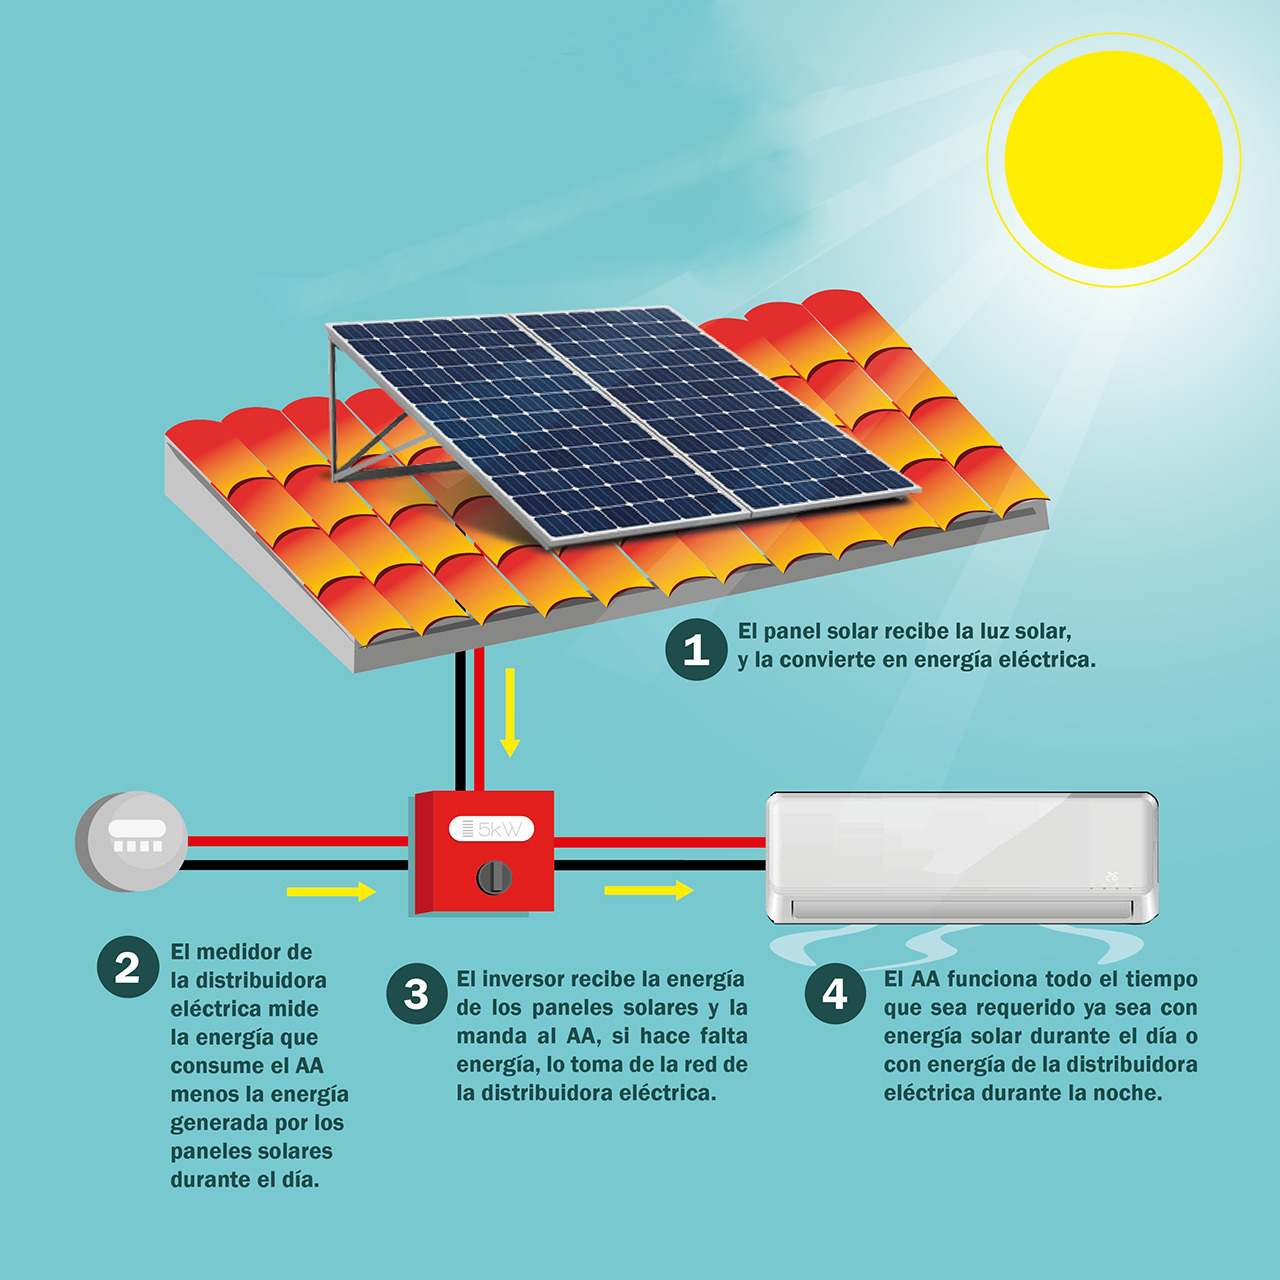 1
El panel solar recibe la luz solar,
y la convierte en energía eléctrica.
5kW
26
2
El medidor de
la distribuidora
eléctrica mide
la energía que
consume el AA
menos la energía
generada por los
paneles solares
durante el día.
3
El inversor recibe la energía
de los paneles solares y la
manda al AA, si hace falta
energía, lo toma de la red de
la distribuidora eléctrica.
4
El AA funciona todo el tiempo
que sea requerido ya sea con
energía solar durante el día o
con energía de la distribuidora
eléctrica durante la noche.